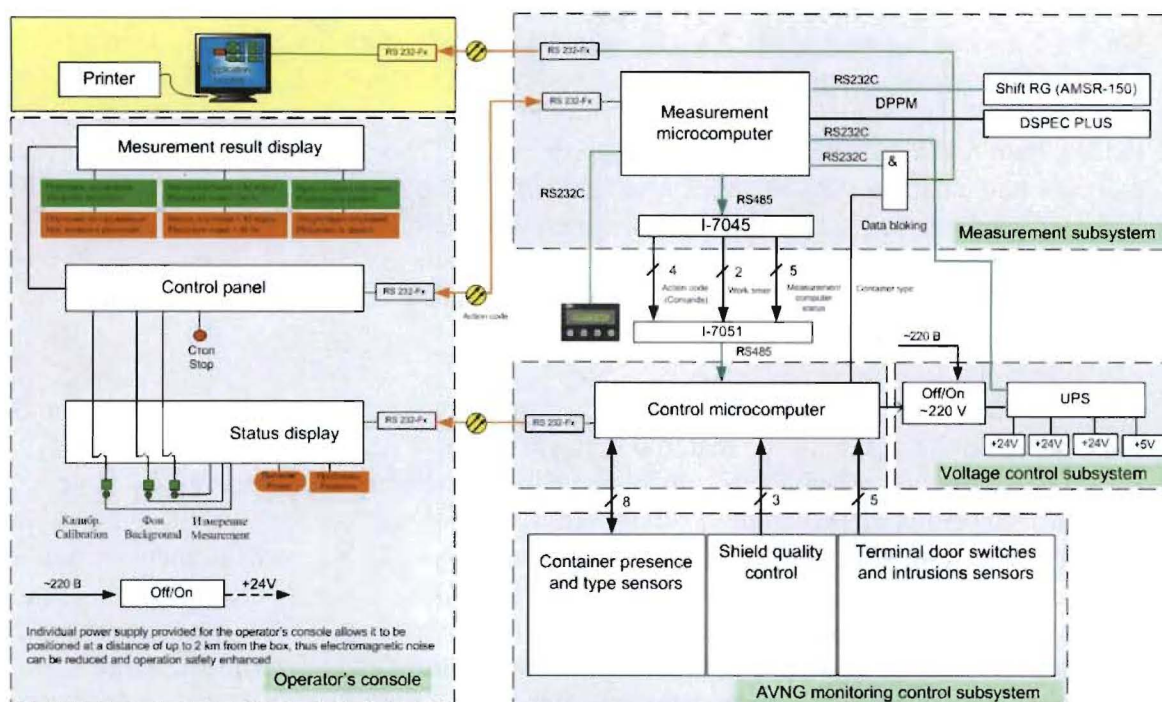 RS 232-Fx
RS 232-Fx
Printer
Application
RS 232-Fx
Measurement
microcomputer
RS232C
Shift RG (AMSR-150)
DPPM
DSPEC PLUS
RS232C
RS232C
&
Mesurement result display
RS232C
RS485
I-7045
Data bloking
Measurement subsystem
4
2
5
Action code
(Comands)
Work timer
Measurement
computer
status
Container type
Control panel
RS 232-Fx
Action code
Стоп
Stop
I-7051
RS485
~220 В
Control microcomputer
Off/On
~220 V
UPS
+24V
+24V
+24V
+5V
Voltage control subsystem
Status display
RS 232-Fx
RS 232-Fx
Калибр.
Calibration
Фон
Background
Измерение
Mesurement
8
3
5
Container presence
and type sensors
Shield quality
control
Terminal door switches
and intrusions sensors
~220 В
Off/On
+24V
Individual power supply provided for the operator's console allows it to be
positioned at a distance of up to 2 km from the box, thus electromagnetic noise
can be reduced and operation safely enhanced
Operator's console
AVNG monitoring control subsystem